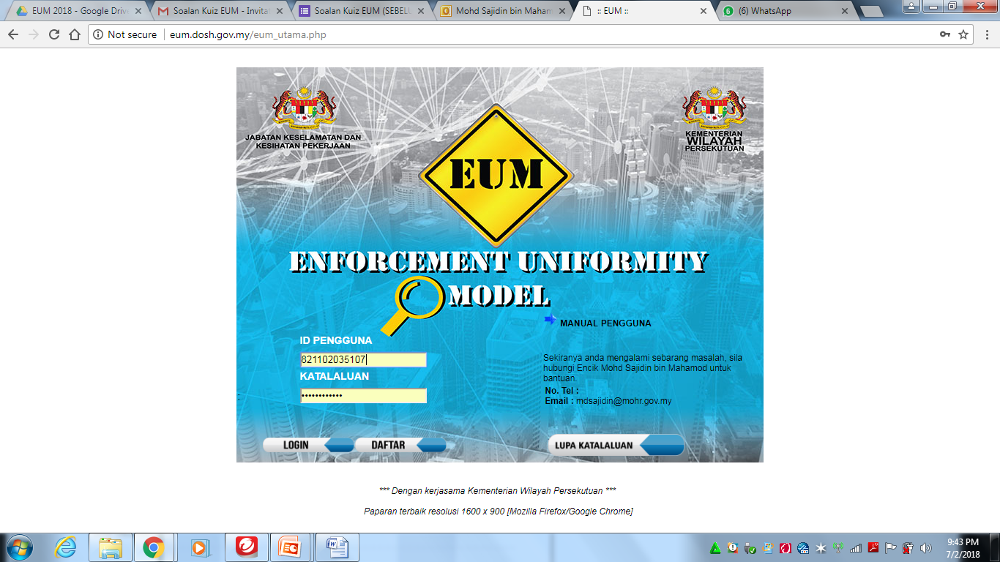 EUM 2018 - Google Drive
Soalan Kuiz EUM - Invita
Soalan Kuiz EUM (SEBELU
Mohd Sajidin bin Maham
:: EUM ::
(6) WhatsApp
Not secure
eum.dosh.gov.my/eum_utama.php
JABATAN KESELAMATAN DAN
KESIHATAN PEKERJAAN
KEMENTERIAN
WILAYAH
PERSEKUTUAN
EUM
ENFORCEMENT UNIFORMITY
MODEL
MANUAL PENGGUNA
ID PENGGUNA
821102035107
KATALALUAN
••••••••••••
Sekiranya anda mengalami sebarang masalah, sila
hubungi Encik Mohd Sajidin bin Mahamod untuk
bantuan.
No. Tel :
Email : mdsajidin@mohr.gov.my
:
LOGIN
DAFTAR
LUPA KATALALUAN
*** Dengan kerjasama Kementerian Wilayah Persekutuan ***
Paparan terbaik resolusi 1600 x 900 [Mozilla Firefox/Google Chrome]
9:43 PM
7/2/2018